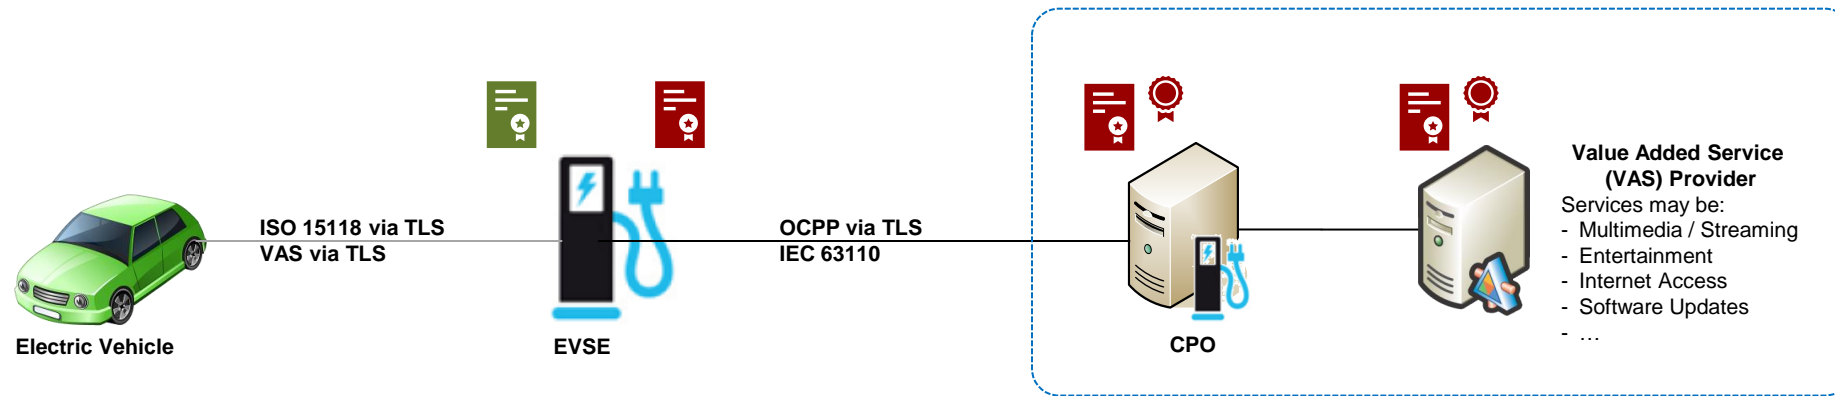 ISO 15118 via TLS
VAS via TLS
Electric Vehicle
EVSE
OCPP via TLS
IEC 63110
CPO
Value Added Service
(VAS) Provider
Services may be:
- Multimedia / Streaming
- Entertainment
- Internet Access
- Software Updates
- …